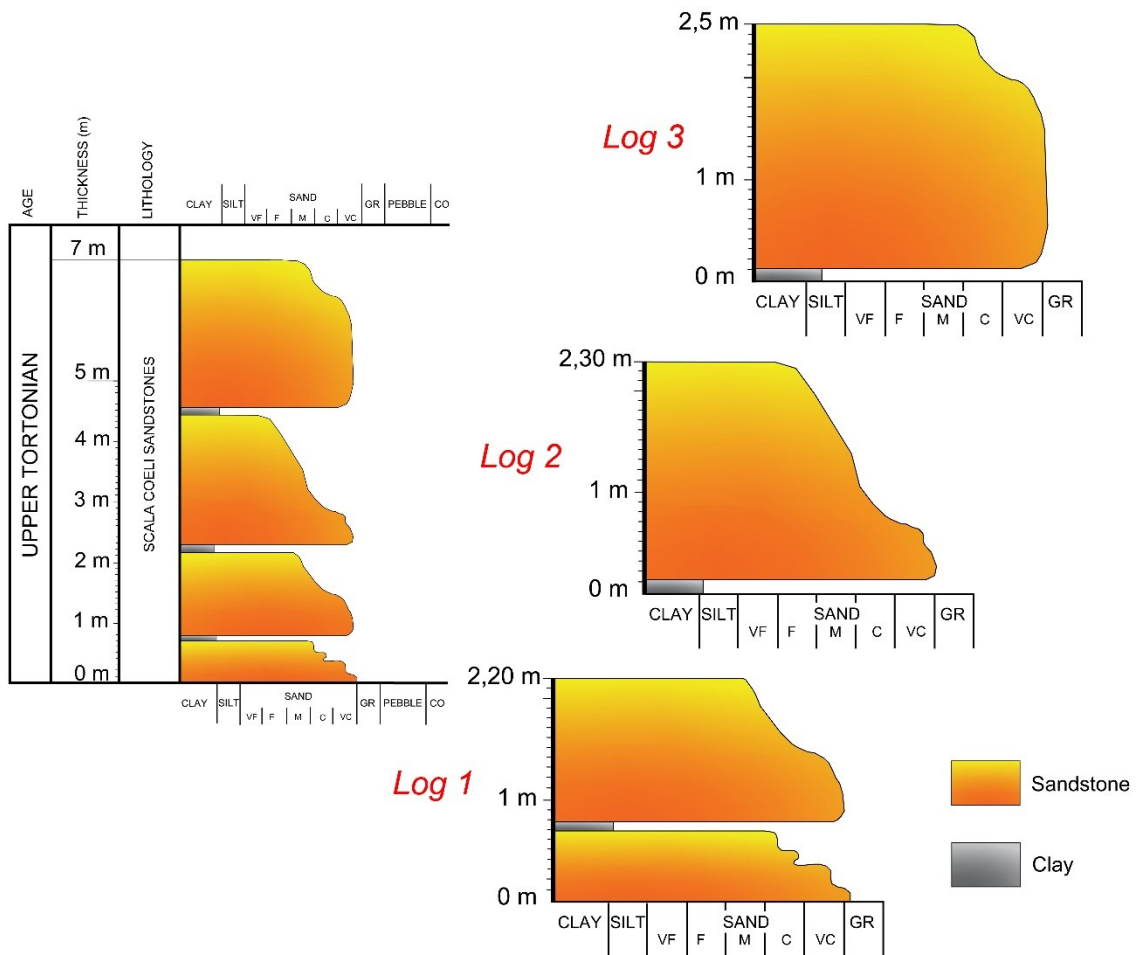 AGE
THICKNESS (m)
LITHOLOGY
SAND
CLAY SILT VF F M C VC GR PEBBLE CO
7 m
5 m
4 m
3 m
2 m
1 m
0 m
UPPER TORTONIAN
SCALA COELI SANDSTONES
SAND
CLAY SILT VF F M C VC GR PEBBLE CO
Log 3
2,5 m
1 m
0 m
CLAY SILT SAND GR
VF F M C VC
Log 2
2,30 m
1 m
0 m
CLAY SILT SAND GR
VF F M C VC
Log 1
2,20 m
1 m
0 m
CLAY SILT SAND GR
VF F M C VC
Sandstone
Clay